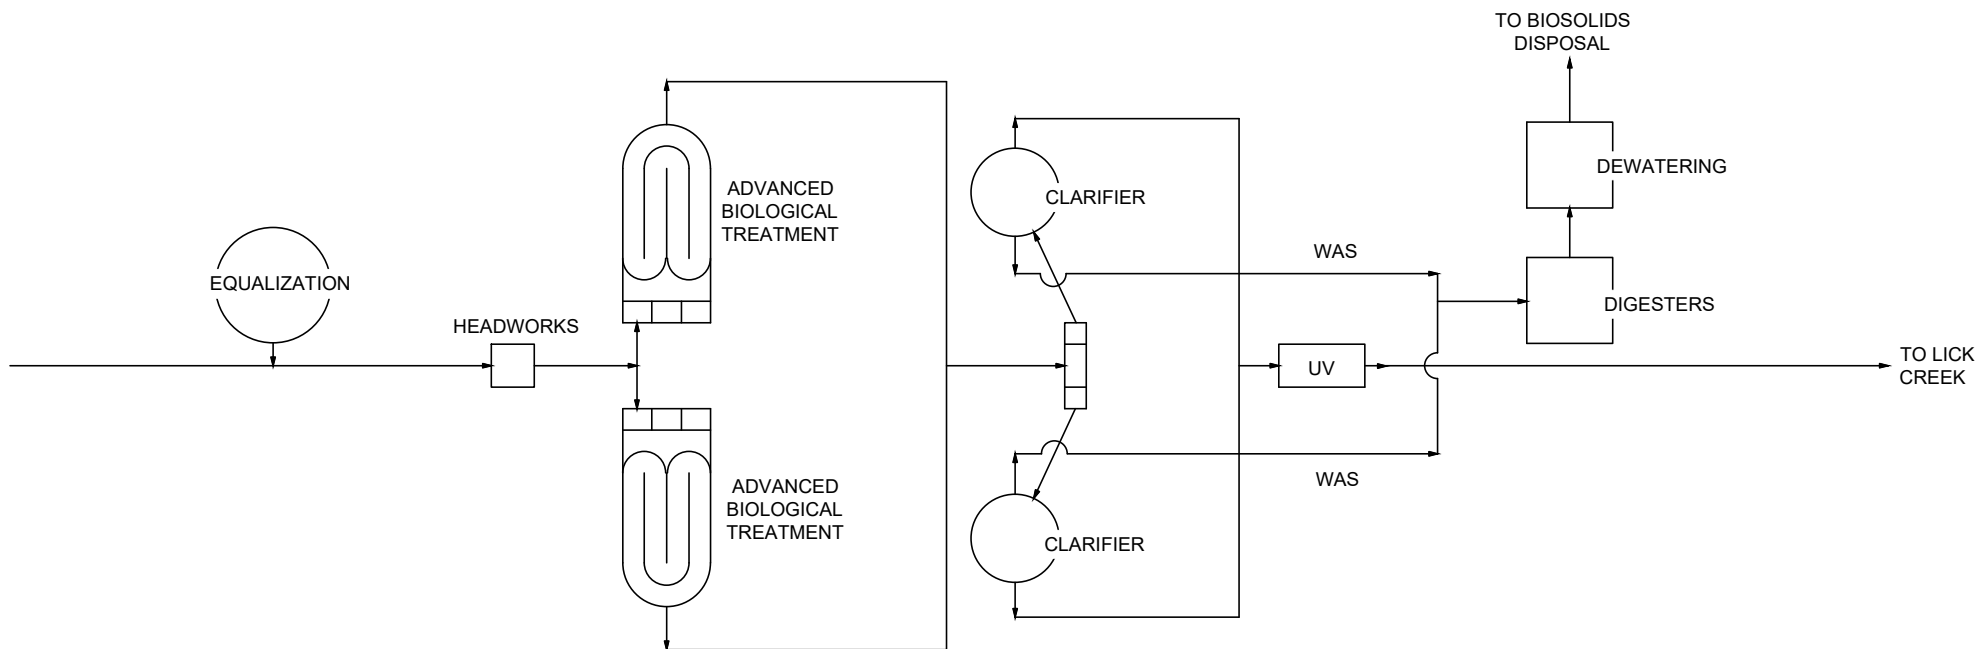 TO BIOSOLIDS
DISPOSAL
DEWATERING
ADVANCED
BIOLOGICAL
TREATMENT
CLARIFIER
WAS
EQUALIZATION
DIGESTERS
HEADWORKS
UV
TO LICK
CREEK
WAS
ADVANCED
BIOLOGICAL
TREATMENT
CLARIFIER